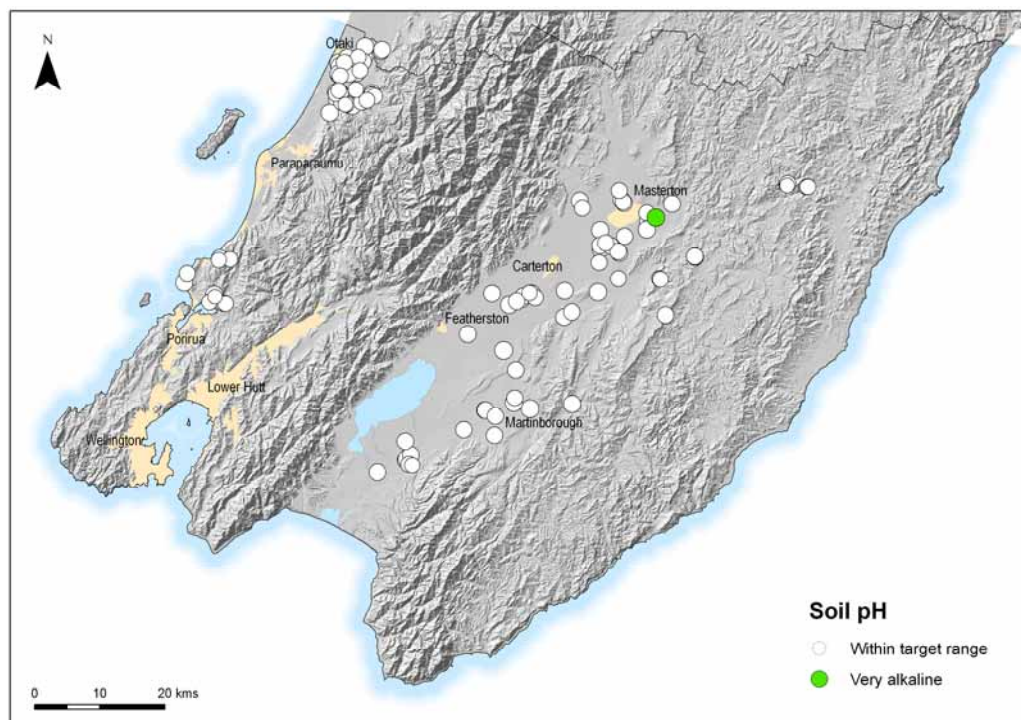 N
Otaki
Paraparaumu
Masterton
Carterton
Featherston
Porirua
Lower Hutt
Wellington
Martinborough
Soil pH
Within target range
Very alkaline
0 10 20 kms